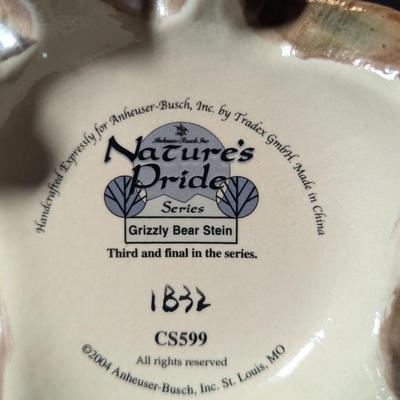 Handcrafted Expressly for Anheuser-Busch, Inc. by Tradex GmbH. Made in China
Anheuser-Busch, Inc
Nature's
Pride
Series
Grizzly Bear Stein
Third and final in the series.
1B32
CS599
All rights reserved
©2004 Anheuser-Busch, Inc. St. Louis, MO